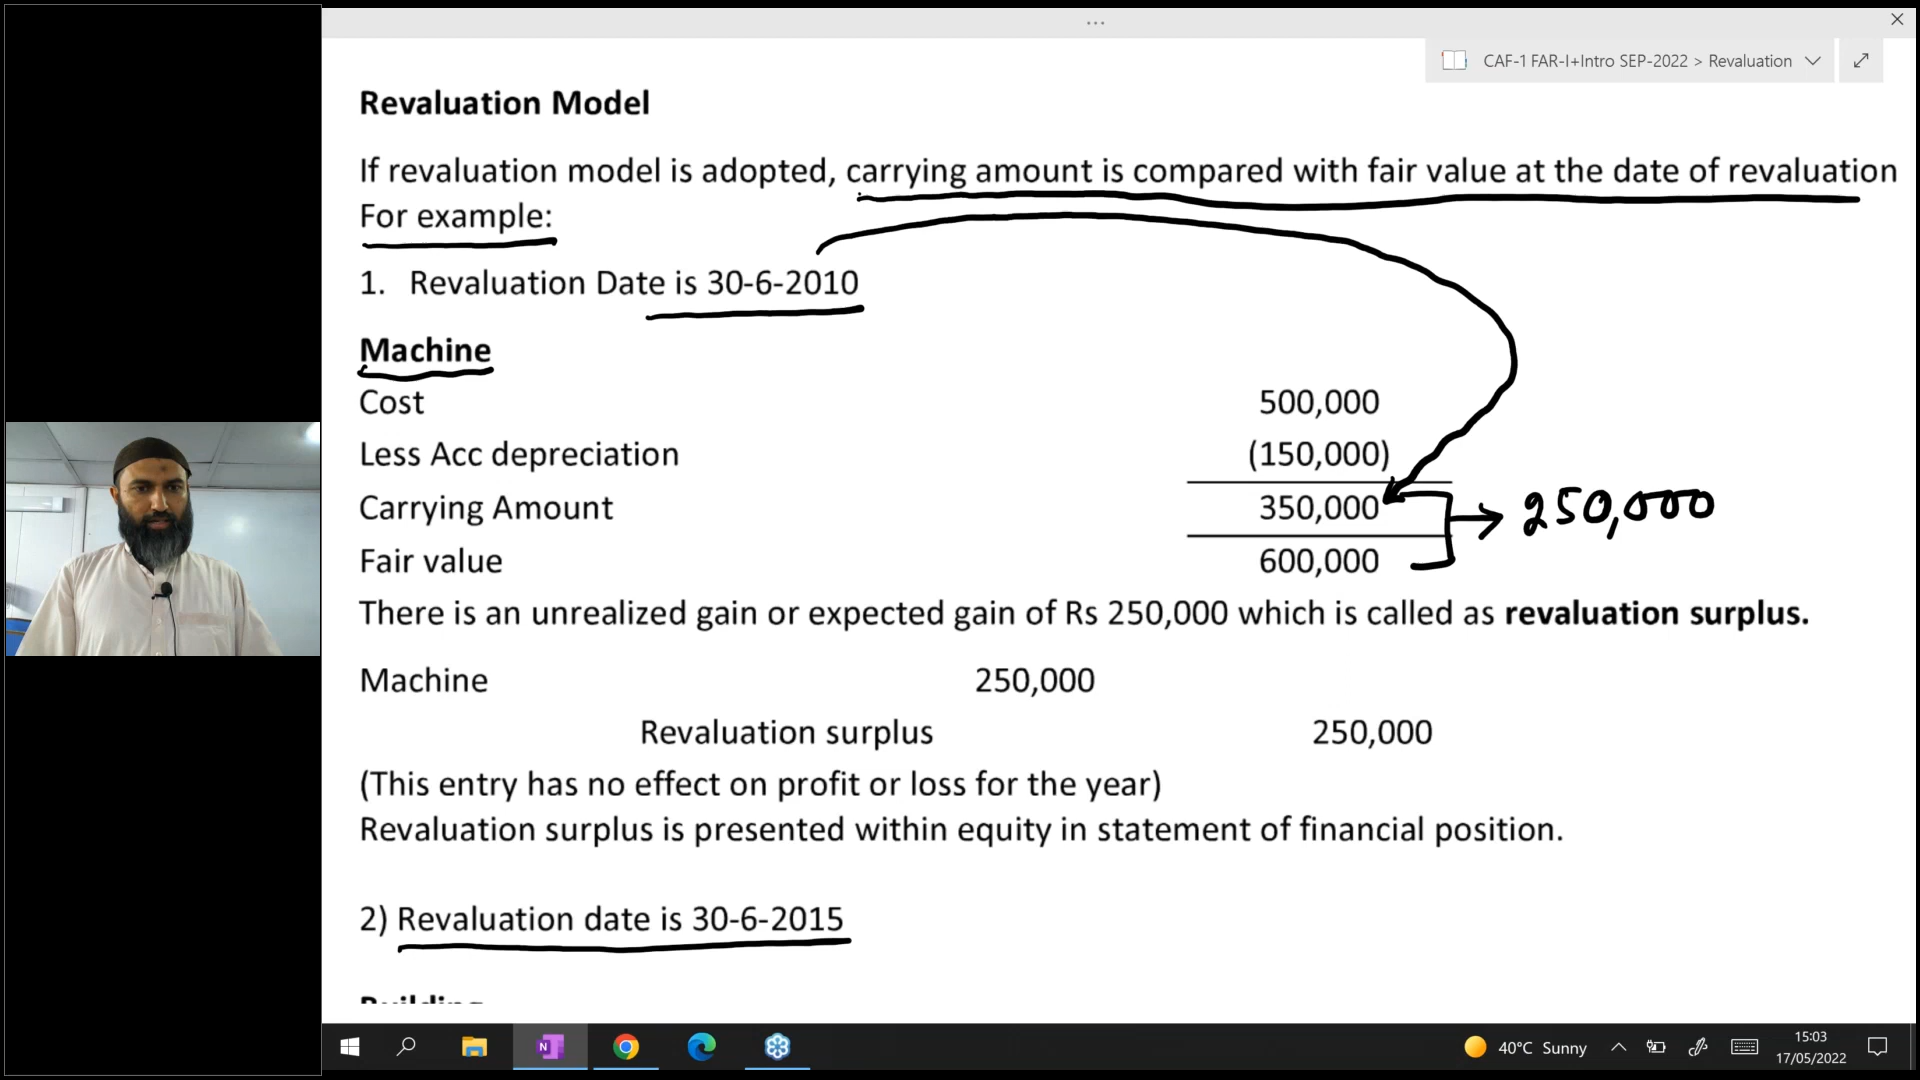 CAF-1 FAR-I+Intro SEP-2022 > Revaluation
Revaluation Model
If revaluation model is adopted, carrying amount is compared with fair value at the date of revaluation
For example:
1. Revaluation Date is 30-6-2010
Machine
Cost 500,000
Less Acc depreciation (150,000)
Carrying Amount 350,000 250,000
Fair value 600,000
There is an unrealized gain or expected gain of Rs 250,000 which is called as revaluation surplus.
Machine 250,000
Revaluation surplus 250,000
(This entry has no effect on profit or loss for the year)
Revaluation surplus is presented within equity in statement of financial position.
2) Revaluation date is 30-6-2015
Building
40°C Sunny
15:03
17/05/2022